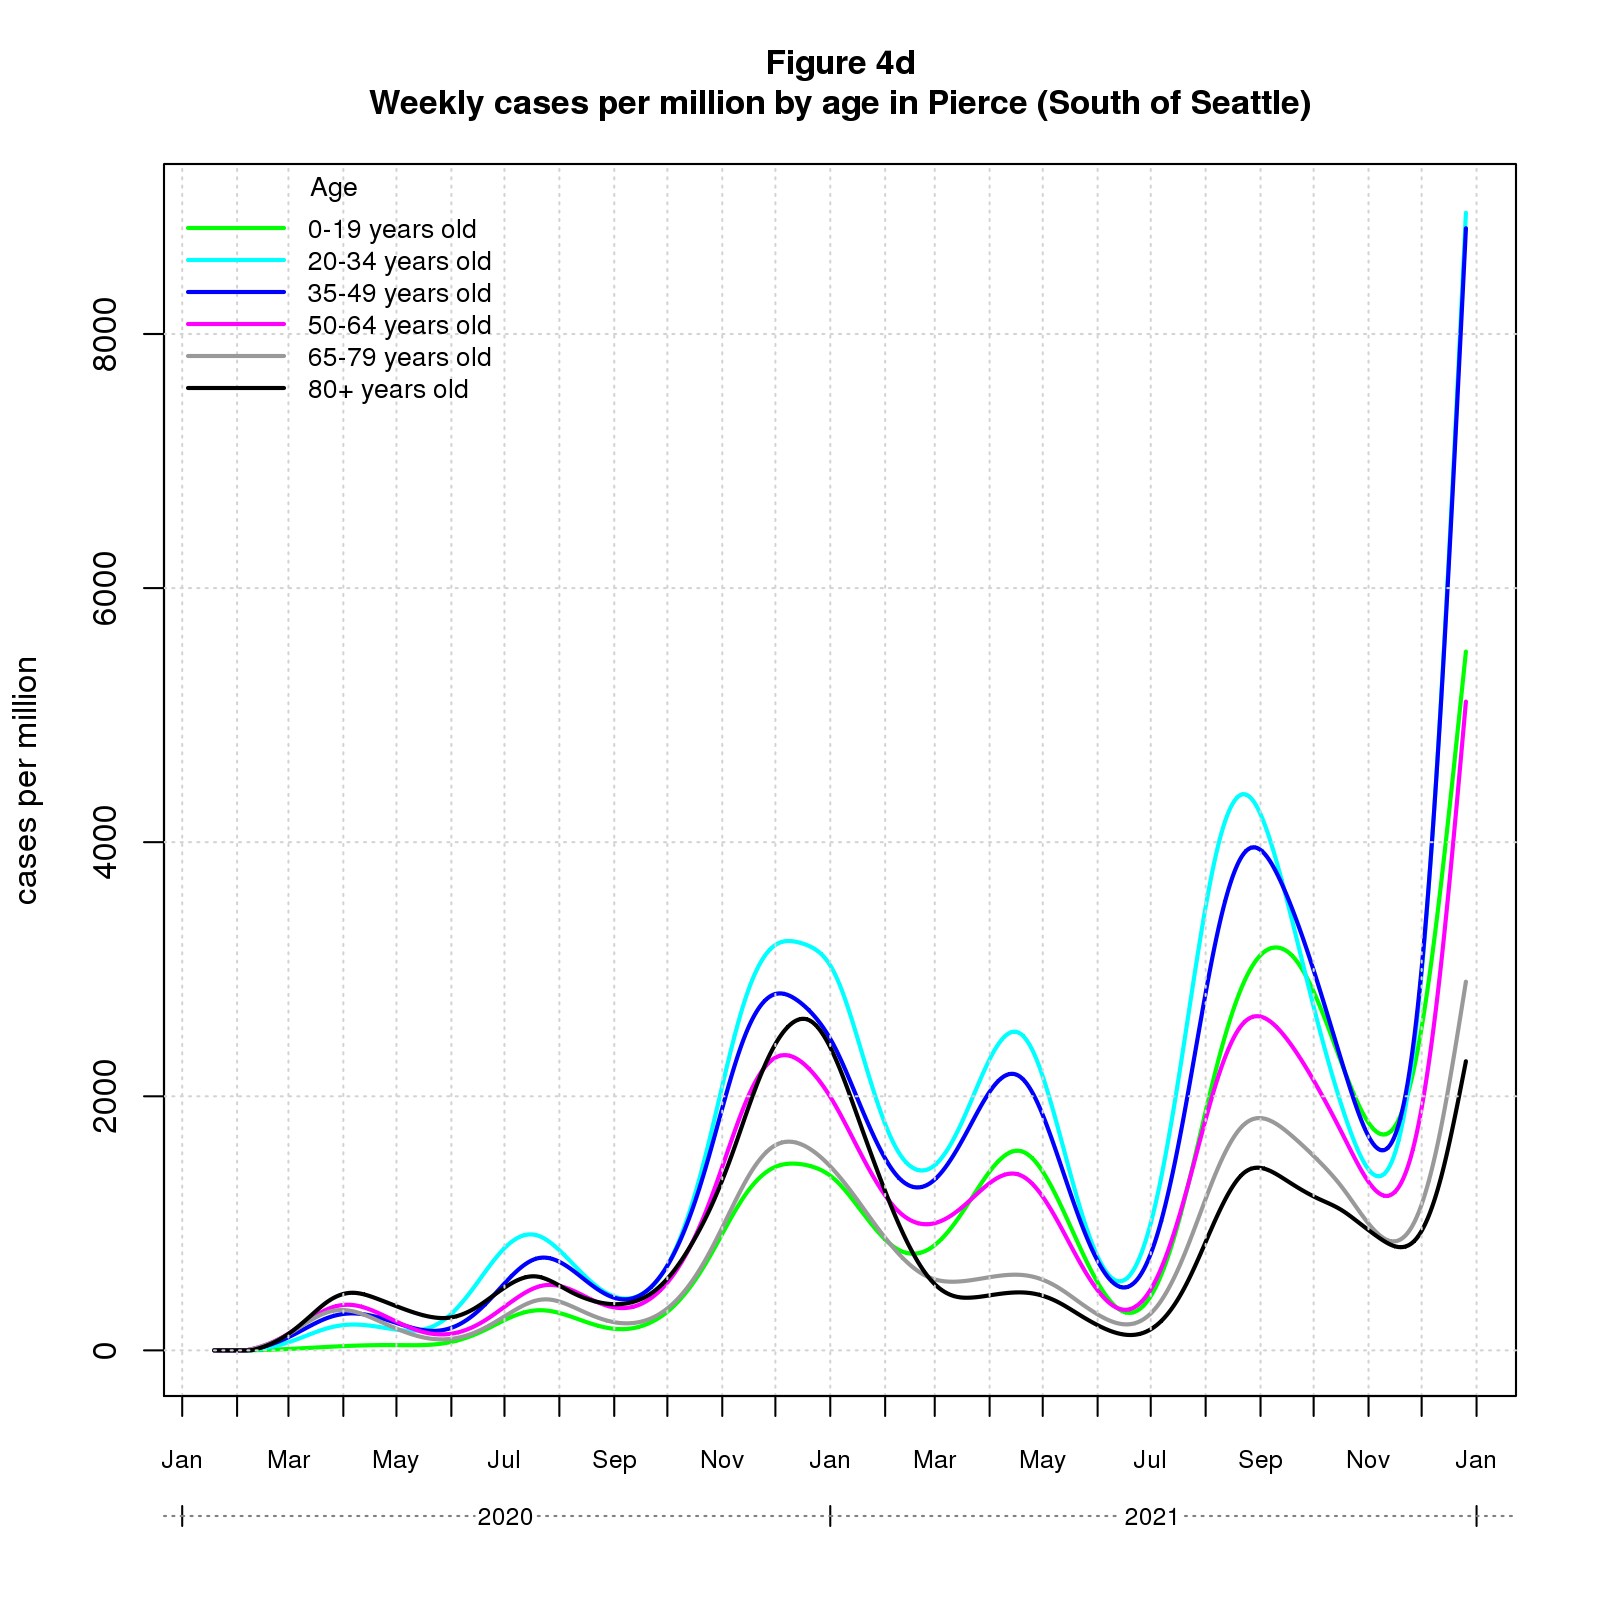 Figure 4d
Weekly cases per million by age in Pierce (South of Seattle)
Age
0-19 years old
20-34 years old
35-49 years old
50-64 years old
65-79 years old
80+ years old
cases per million
8000
6000
4000
2000
0
Jan Mar May Jul Sep Nov Jan Mar May Jul Sep Nov Jan
2020 2021